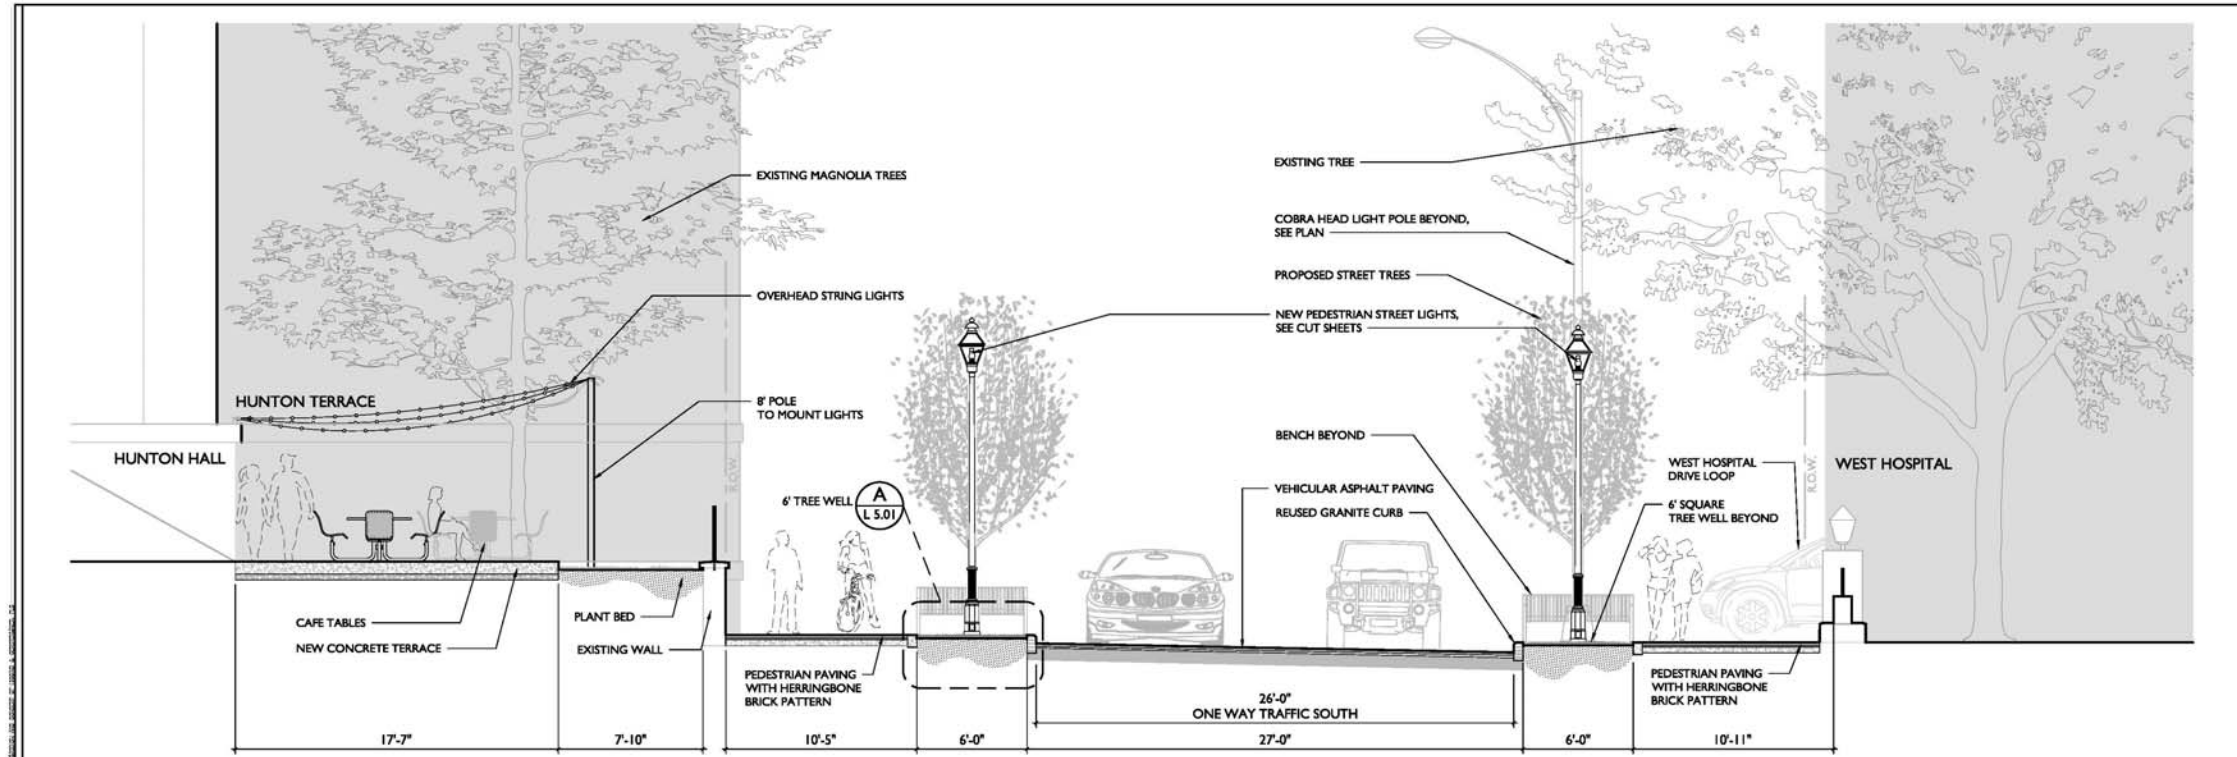 EXISTING MAGNOLIA TREES
OVERHEAD STRING LIGHTS
HUNTON TERRACE
8' POLE
TO MOUNT LIGHTS
HUNTON HALL
R.O.W.
6' TREE WELL
A
L 5.01
EXISTING TREE
COBRA HEAD LIGHT POLE BEYOND,
SEE PLAN
PROPOSED STREET TREES
NEW PEDESTRIAN STREET LIGHTS,
SEE CUT SHEETS
BENCH BEYOND
VEHICULAR ASPHALT PAVING
REUSED GRANITE CURB
WEST HOSPITAL
DRIVE LOOP
6' SQUARE
TREE WELL BEYOND
R.O.W.
WEST HOSPITAL
CAFE TABLES
NEW CONCRETE TERRACE
PLANT BED
EXISTING WALL
PEDESTRIAN PAVING
WITH HERRINGBONE
BRICK PATTERN
PEDESTRIAN PAVING
WITH HERRINGBONE
BRICK PATTERN
26'-0"
ONE WAY TRAFFIC SOUTH
17'-7"
7'-10"
10'-5"
6'-0"
27'-0"
6'-0"
10'-11"